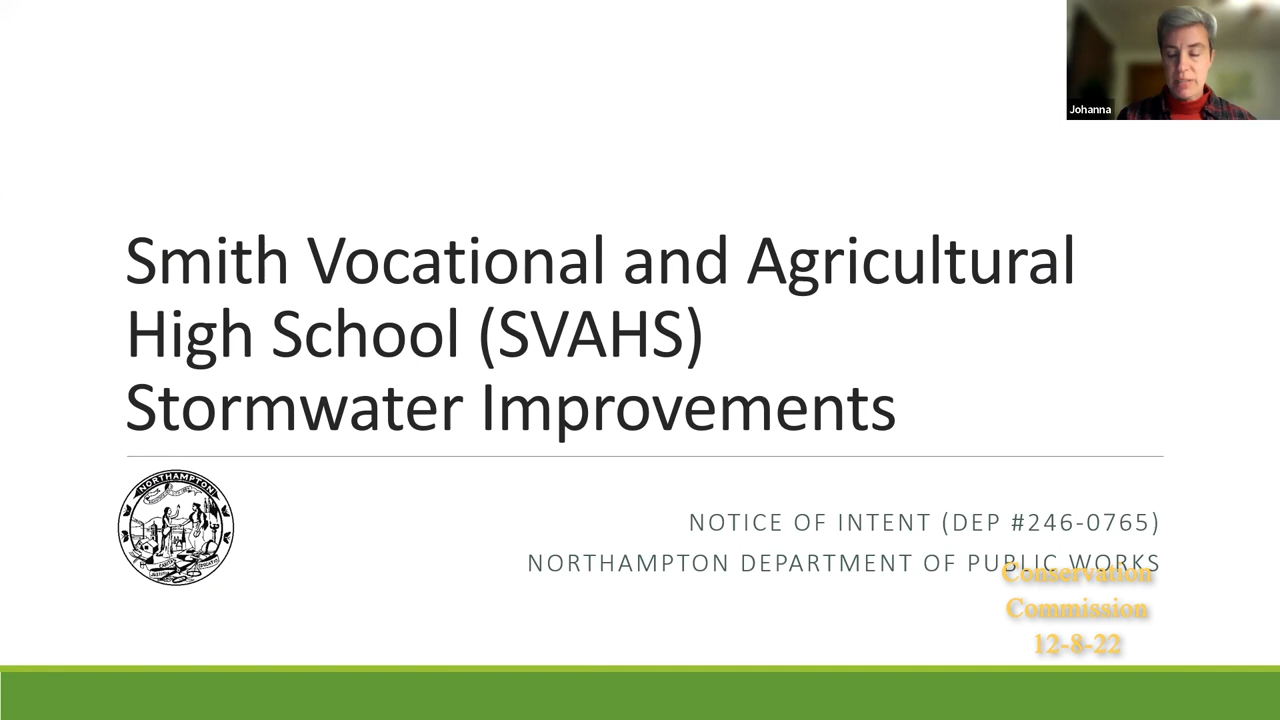 Johanna
Smith Vocational and Agricultural
High School (SVAHS)
Stormwater Improvements
NORTHAMPTON
NOTICE OF INTENT (DEP #246-0765)
NORTHAMPTON DEPARTMENT OF PUBLIC WORKS
Conservation
Commission
12-8-22